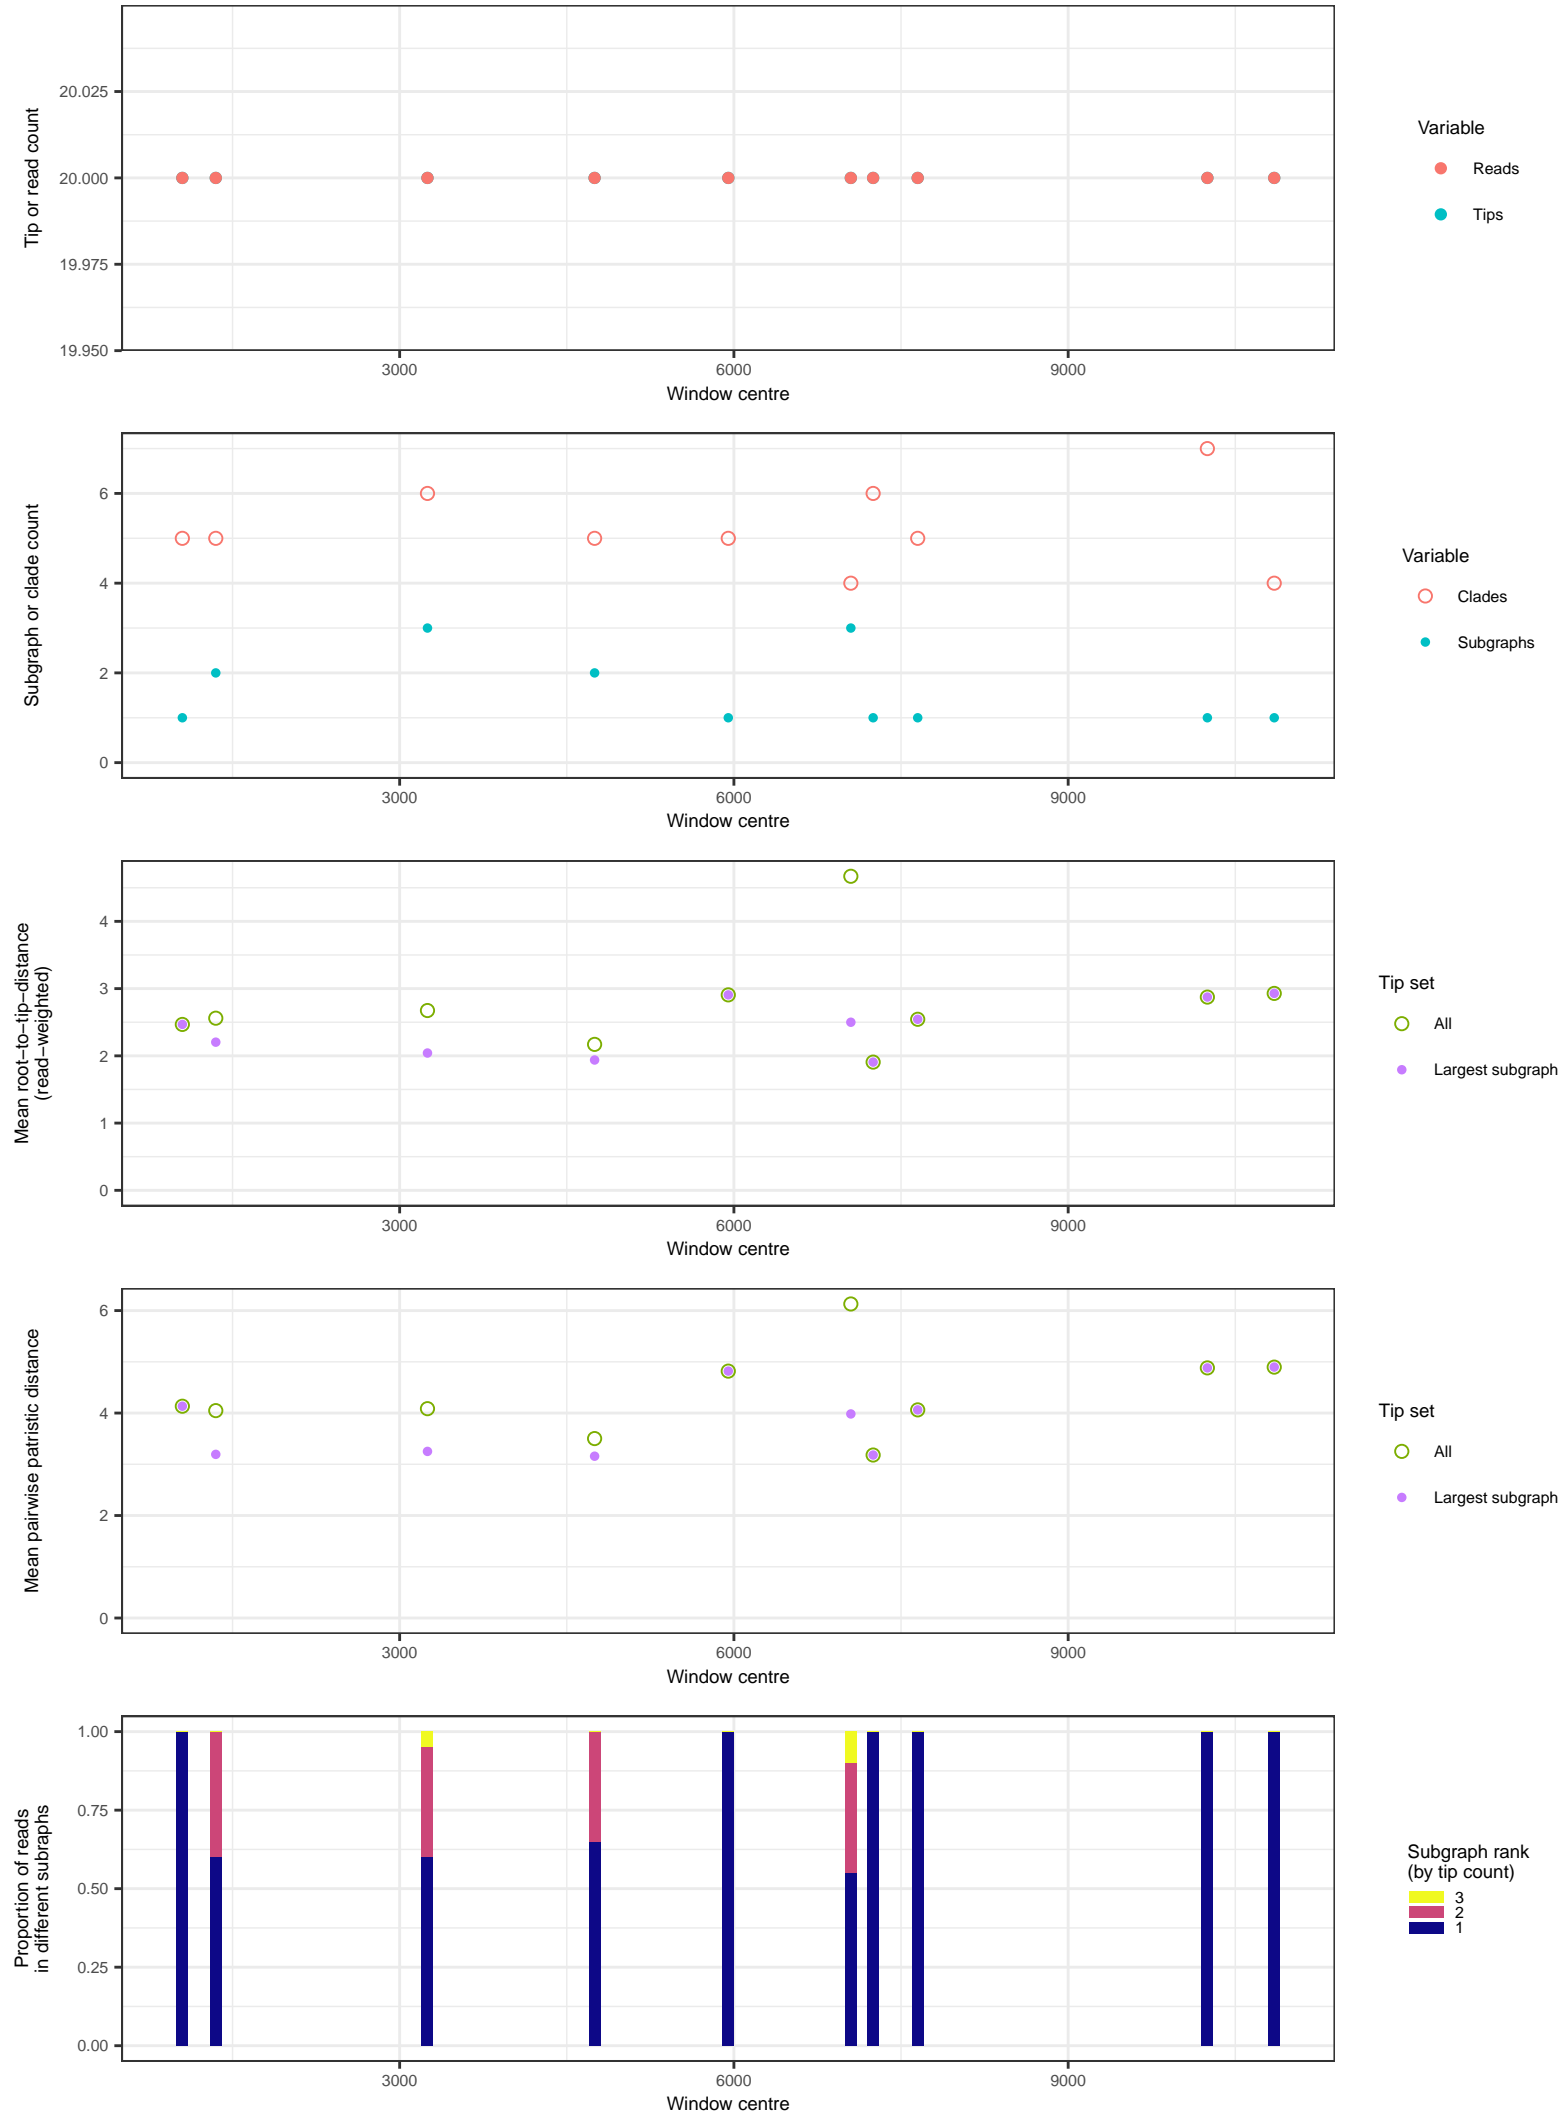 20.025
20.000
19.975
19.950
Tip or read count
3000 6000 9000
Window centre
Variable
Reads
Tips
6
4
2
0
Subgraph or clade count
3000 6000 9000
Window centre
Variable
Clades
Subgraphs
4
3
2
1
0
Mean root−to−tip−distance
(read−weighted)
3000 6000 9000
Window centre
Tip set
All
Largest subgraph
6
4
2
0
Mean pairwise patristic distance
3000 6000 9000
Window centre
Tip set
All
Largest subgraph
1.00
0.75
0.50
0.25
0.00
Proportion of reads
in different subraphs
3000 6000 9000
Window centre
Subgraph rank
(by tip count)
3
2
1